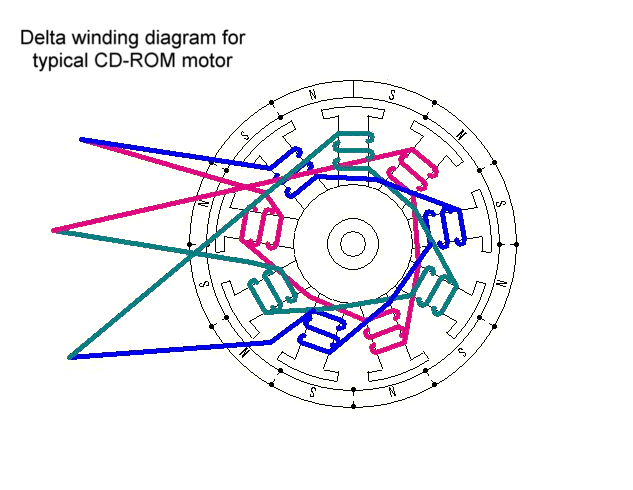 Delta winding diagram for
typical CD-ROM motor
N S
S N
N S
S N
N S
S N